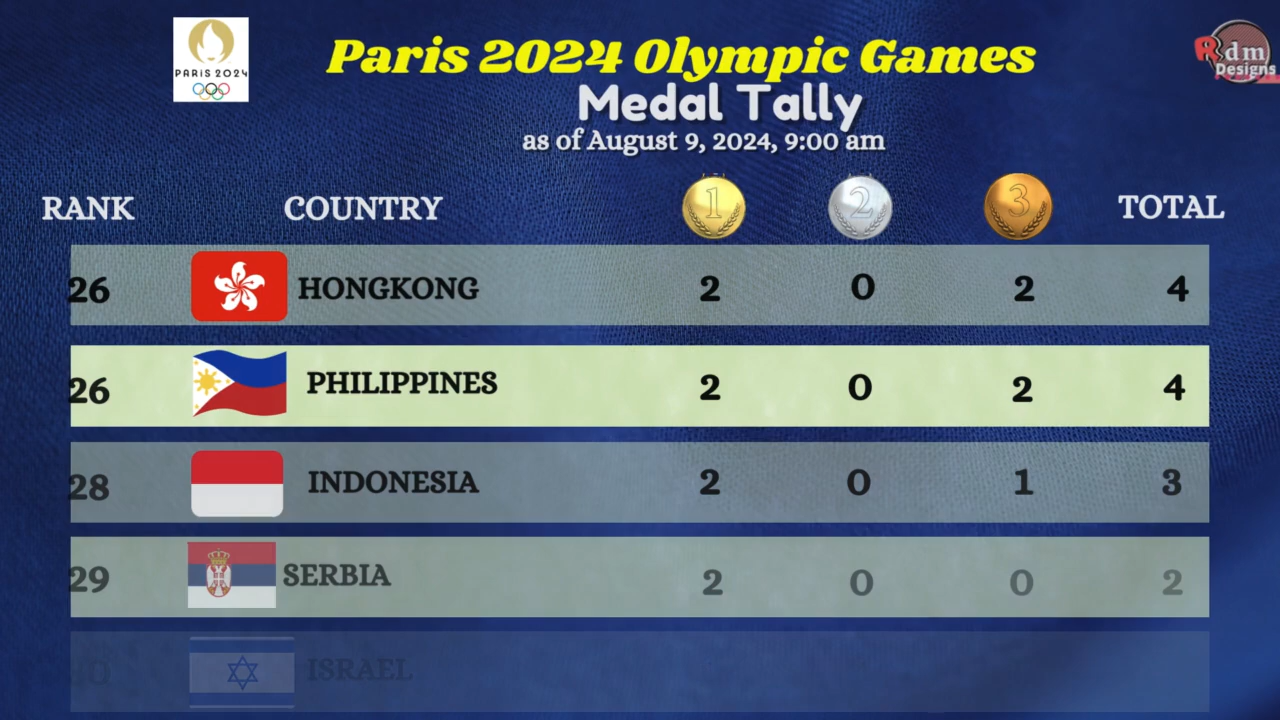 PARIS 2024
Paris 2024 Olympic Games
Rdm
Designs
Medal Tally
as of August 9, 2024, 9:00 am
RANK COUNTRY 1 2 3 TOTAL
26 HONGKONG 2 0 2 4
26 PHILIPPINES 2 0 2 4
28 INDONESIA 2 0 1 3
29 SERBIA 2 0 0 2
ISRAEL